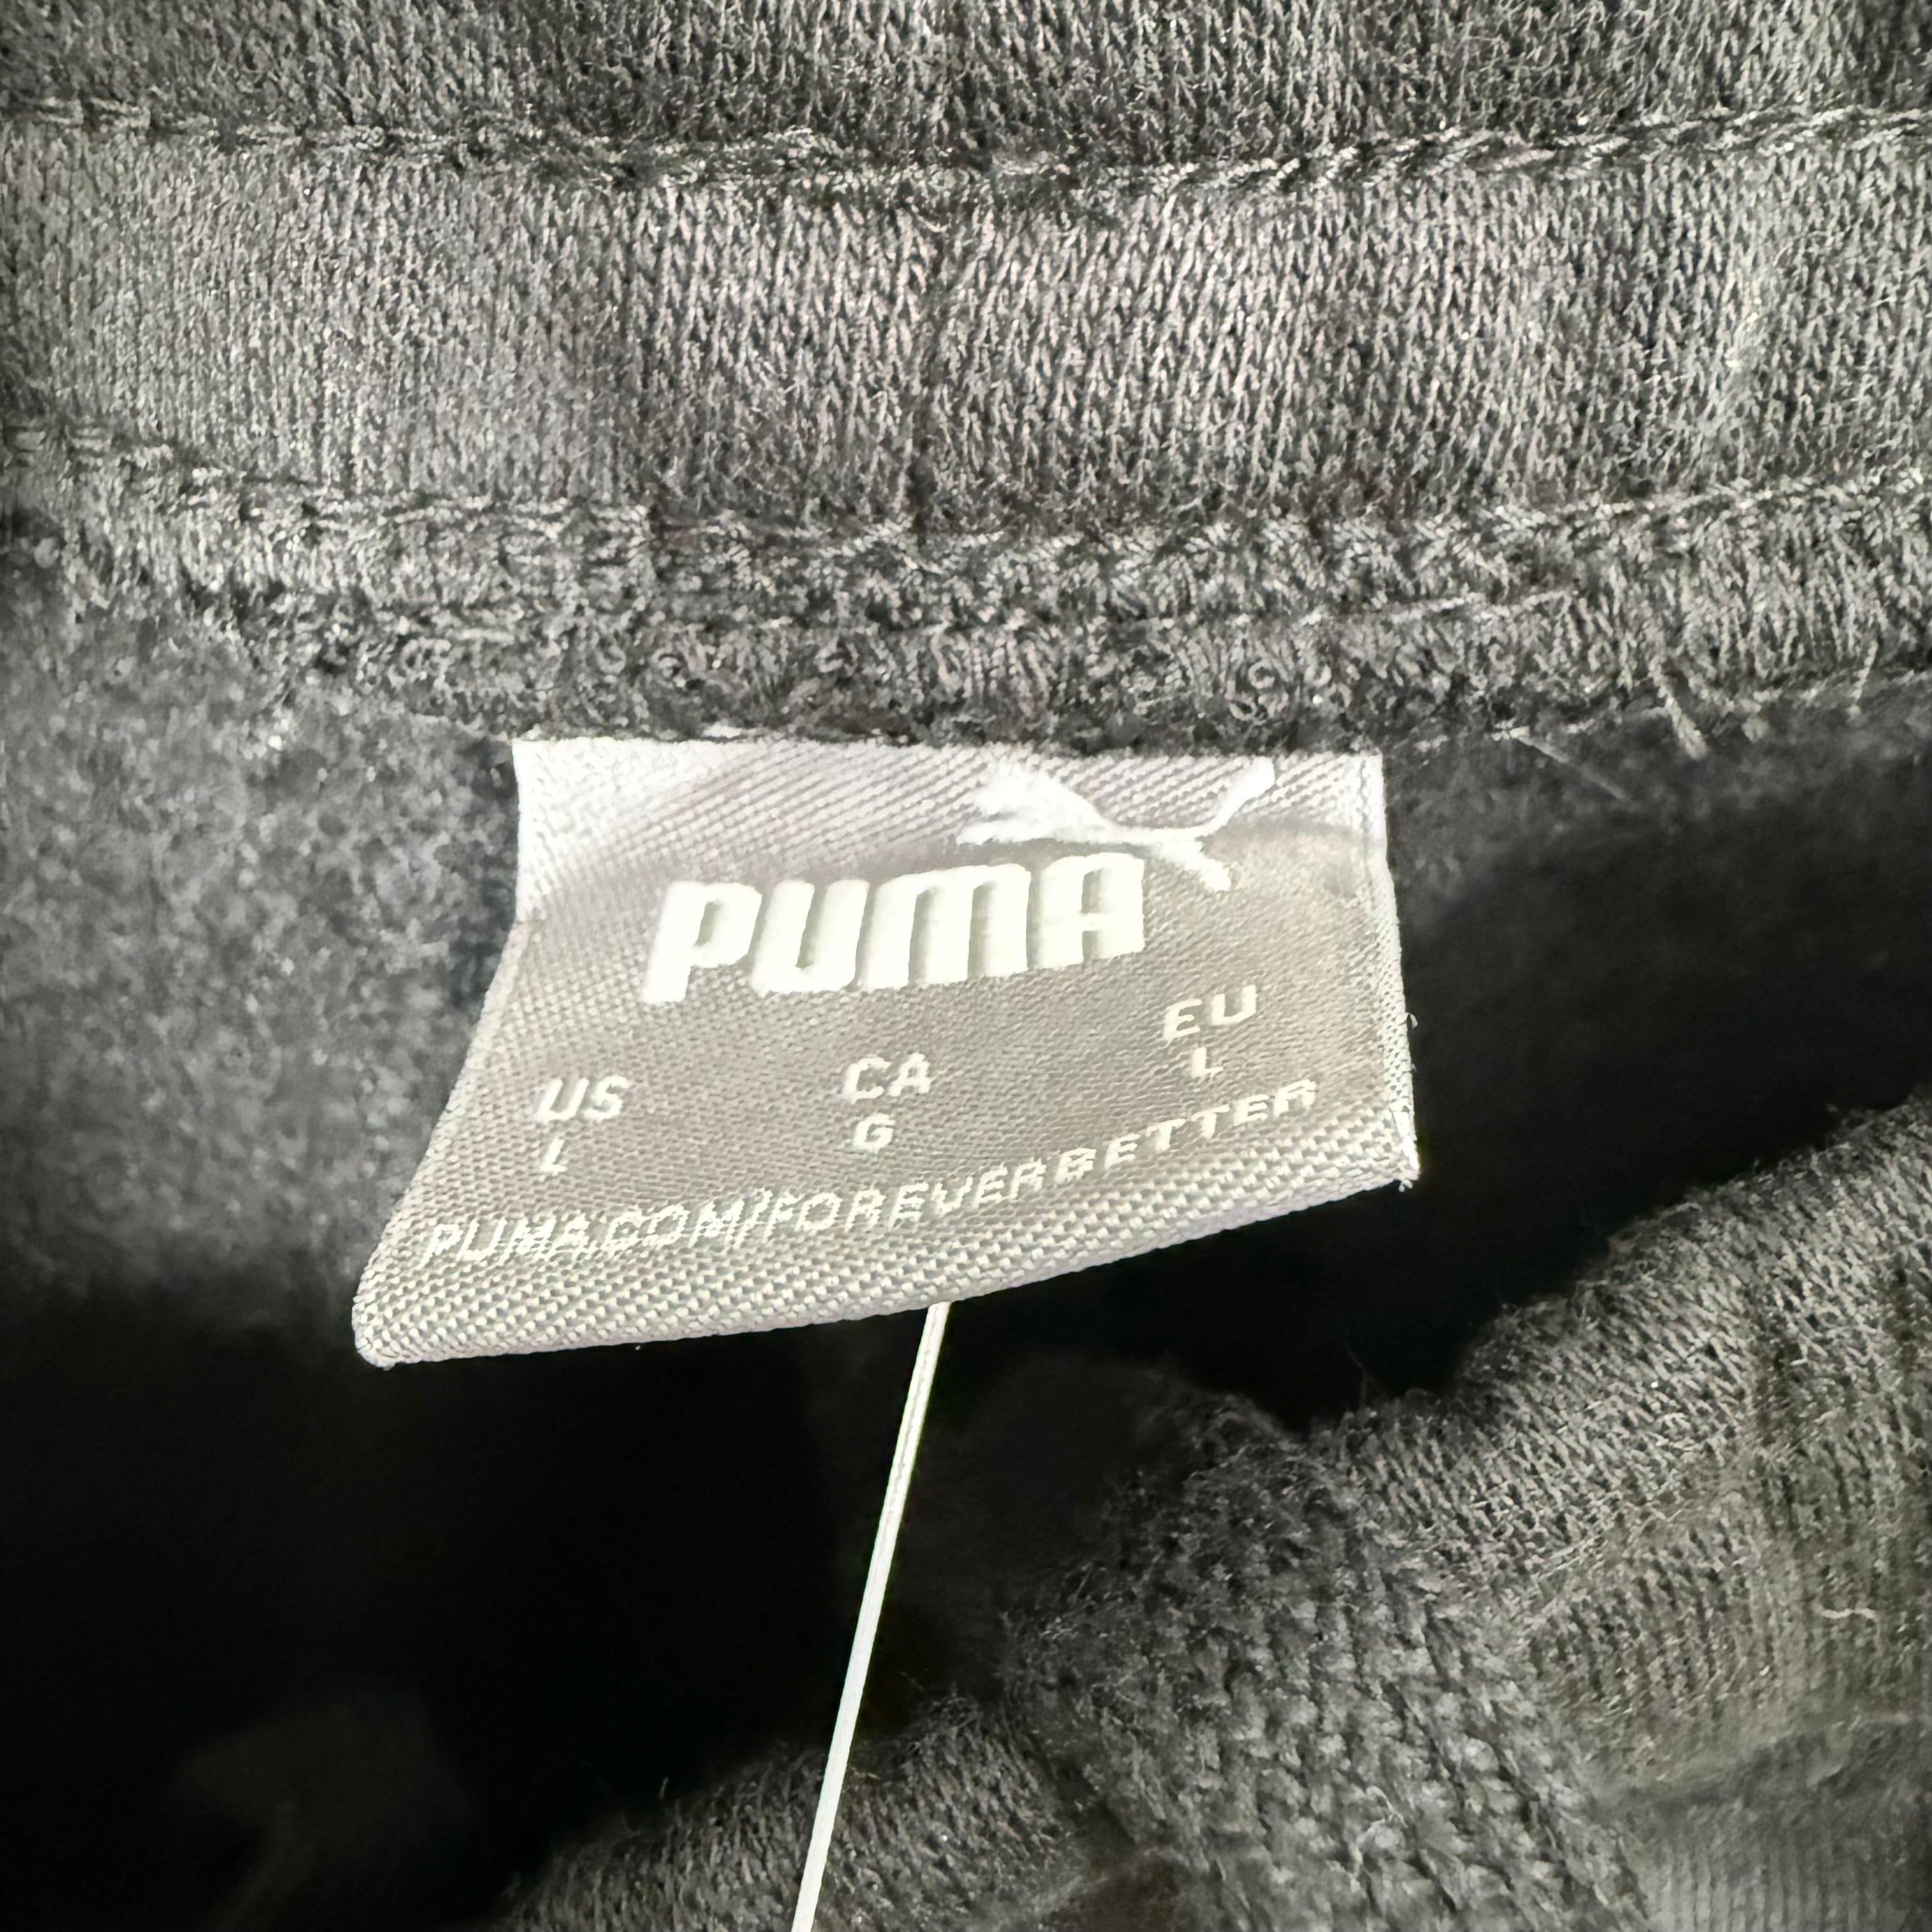 PUMA
US CA EU
L G L
PUMA.COM/FOREVERBETTER